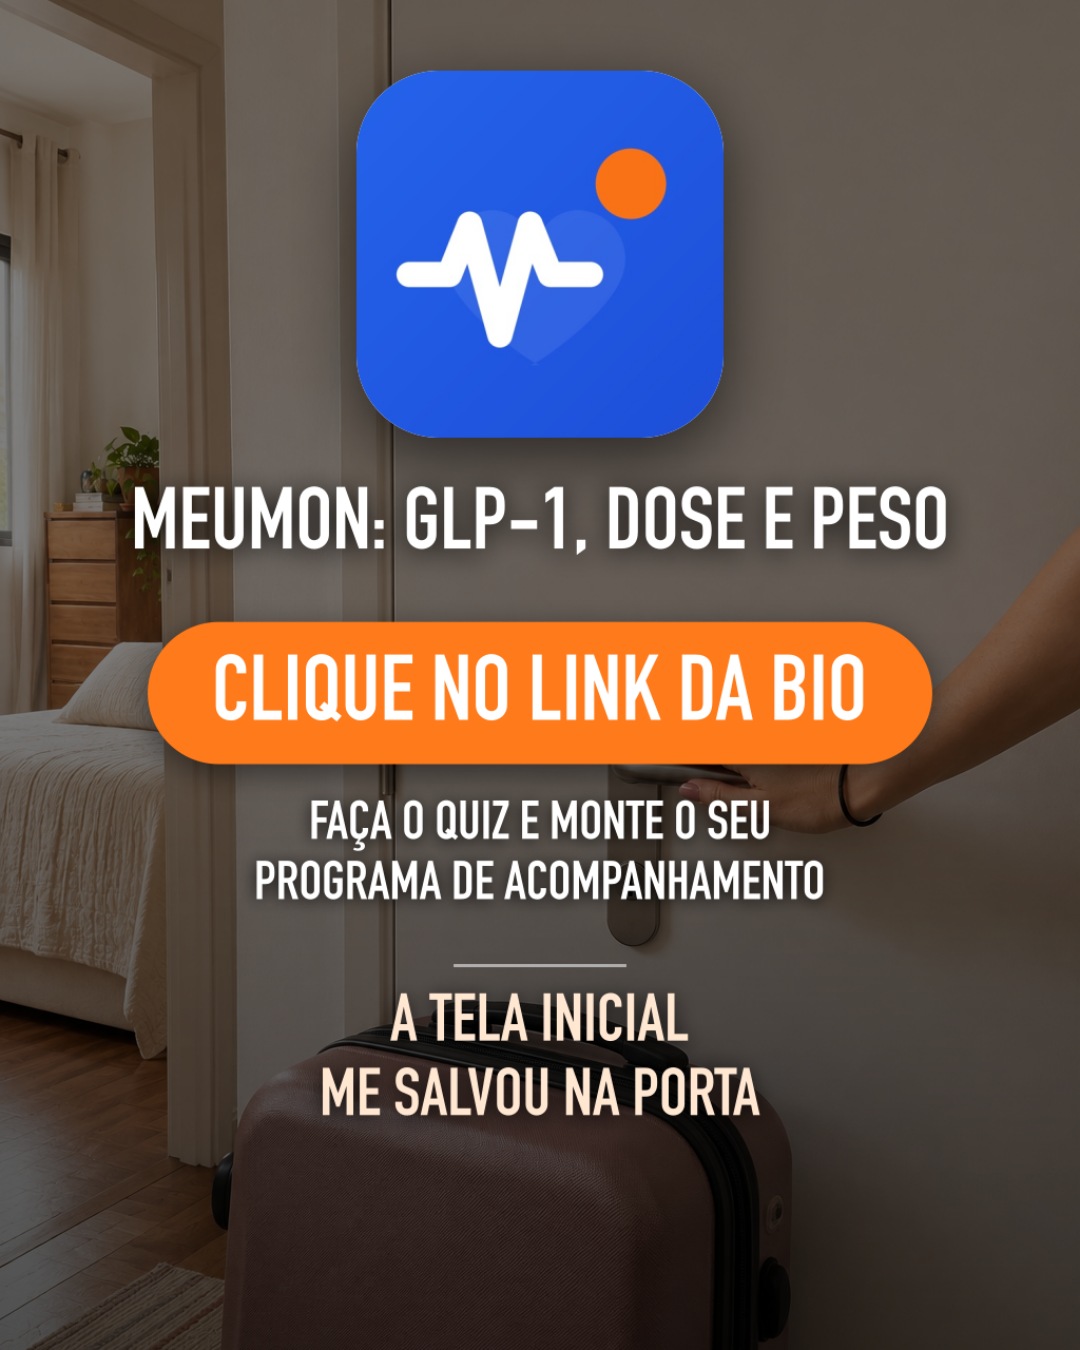 MEUMON: GLP-1, DOSE E PESO
CLIQUE NO LINK DA BIO
FAÇA O QUIZ E MONTE O SEU
PROGRAMA DE ACOMPANHAMENTO
A TELA INICIAL
ME SALVOU NA PORTA